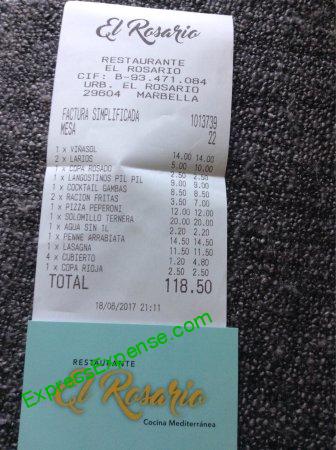 El Rosario
RESTAURANTE
EL ROSARIO
CIF: B-93.471.084
URB. EL ROSARIO
29604 MARBELLA
FACTURA SIMPLIFICADA 1013739
MESA 22
1 x VIÑASOL 14.00 14.00
2 x LARIOS 5.00 10.00
1 x COPA ROSADO 2.50 2.50
1 x LANGOSTINOS PIL PIL 9.00 9.00
1 x COCKTAIL GAMBAS 8.50 8.50
2 x RACION FRITAS 3.50 7.00
1 x PIZZA PEPERONI 12.00 12.00
1 x SOLOMILLO TERNERA 20.00 20.00
1 x AGUA SIN 1L 2.20 2.20
1 x PENNE ARRABIATA 14.50 14.50
1 x LASAGNA 11.50 11.50
4 x CUBIERTO 1.20 4.80
1 x COPA RIOJA 2.50 2.50
TOTAL 118.50
18/06/2017 21:11
RESTAURANTE
El Rosario
Cocina Mediterránea
ExpressExpense.com